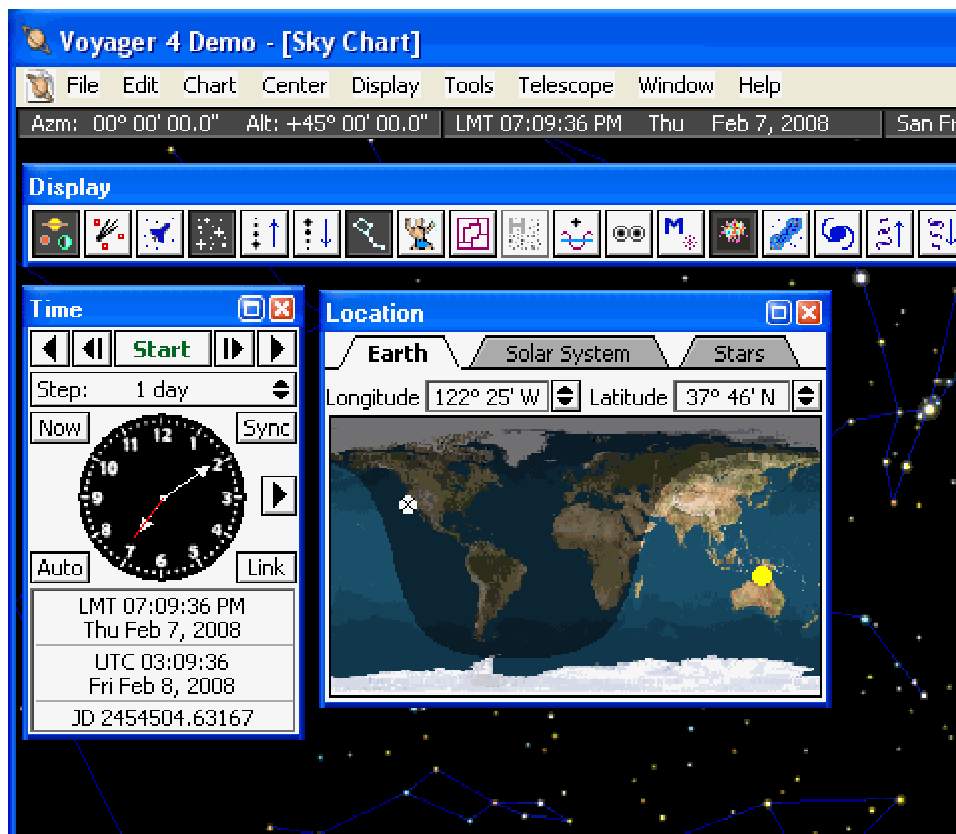 Voyager 4 Demo - [Sky Chart]
File Edit Chart Center Display Tools Telescope Window Help
Azm: 00° 00' 00.0" Alt: +45° 00' 00.0" LMT 07:09:36 PM Thu Feb 7, 2008 San Fr
Display
M
Time
Start
Step: 1 day
Now
Sync
12
1
2
3
4
5
6
7
8
9
10
11
Auto
Link
LMT 07:09:36 PM
Thu Feb 7, 2008
UTC 03:09:36
Fri Feb 8, 2008
JD 2454504.63167
Location
Earth Solar System Stars
Longitude 122° 25' W Latitude 37° 46' N